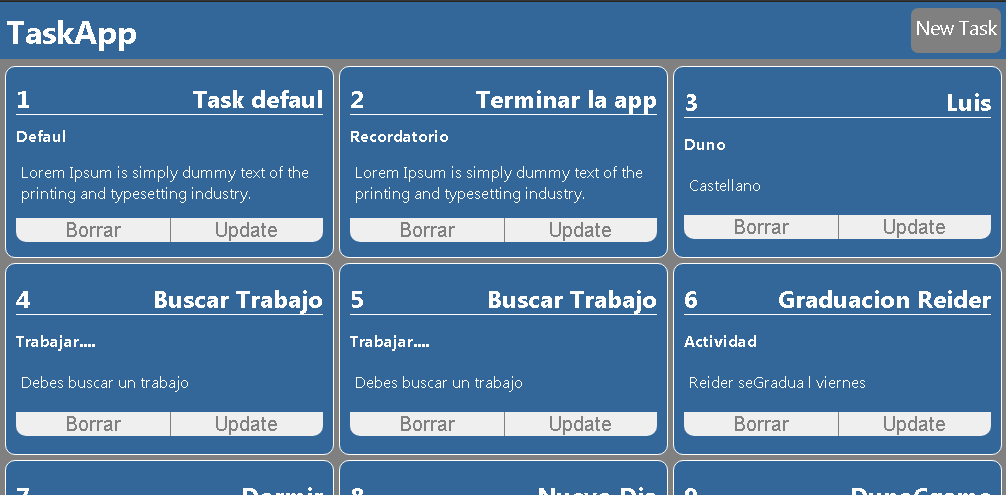 TaskApp
New Task
1 Task defaul
Defaul
Lorem Ipsum is simply dummy text of the
printing and typesetting industry.
Borrar Update
2 Terminar la app
Recordatorio
Lorem Ipsum is simply dummy text of the
printing and typesetting industry.
Borrar Update
3 Luis
Duno
Castellano
Borrar Update
4 Buscar Trabajo
Trabajar....
Debes buscar un trabajo
Borrar Update
5 Buscar Trabajo
Trabajar....
Debes buscar un trabajo
Borrar Update
6 Graduacion Reider
Actividad
Reider seGradua l viernes
Borrar Update
7 Dormir
8 Nuevo Dia
9